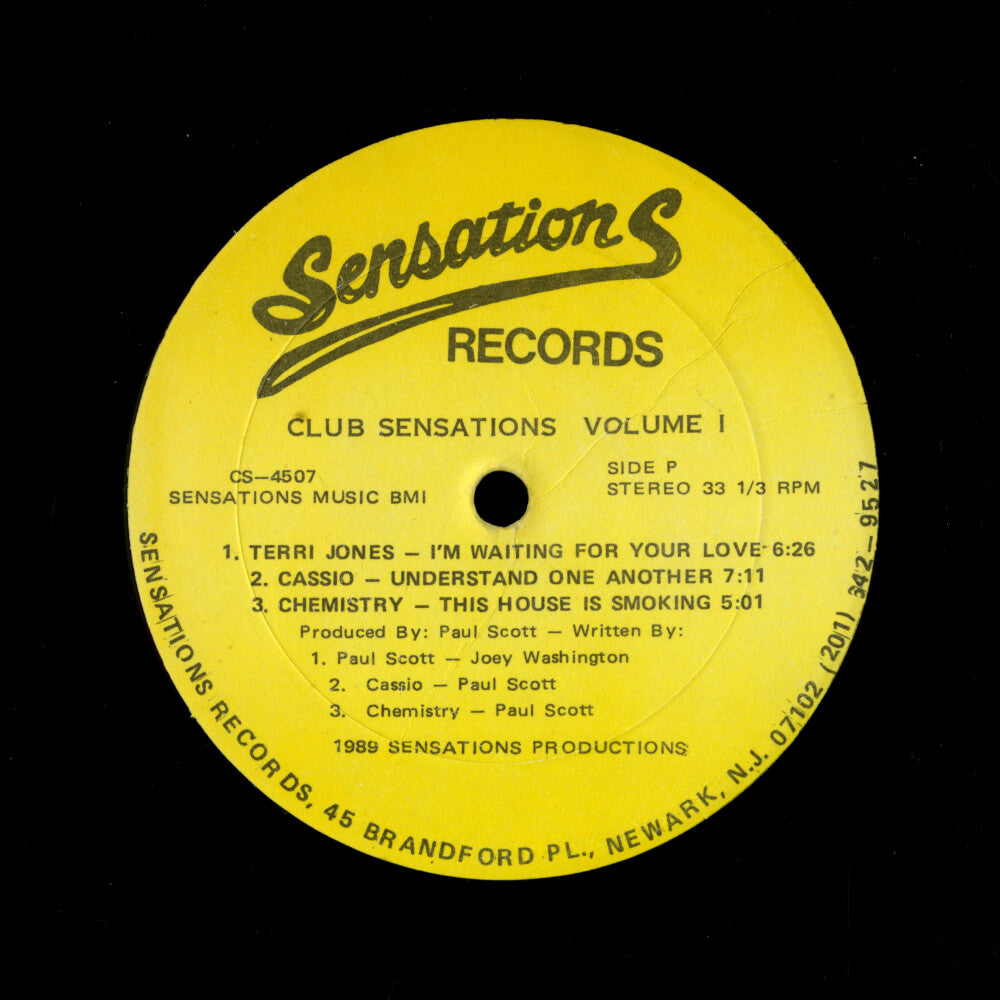 Sensations
RECORDS
CLUB SENSATIONS VOLUME I
CS—4507
SENSATIONS MUSIC BMI
SIDE P
STEREO 33 1/3 RPM
1. TERRI JONES — I'M WAITING FOR YOUR LOVE 6:26
2. CASSIO — UNDERSTAND ONE ANOTHER 7:11
3. CHEMISTRY — THIS HOUSE IS SMOKING 5:01
Produced By: Paul Scott — Written By:
1. Paul Scott — Joey Washington
2. Cassio — Paul Scott
3. Chemistry — Paul Scott
1989 SENSATIONS PRODUCTIONS
SENSATIONS RECORDS, 45 BRANDFORD PL., NEWARK, N.J. 07102 (201) 342—9527